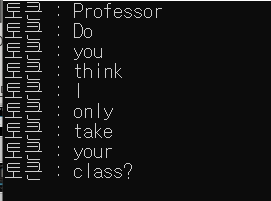 토큰 : Professor
토큰 : Do
토큰 : you
토큰 : think
토큰 : I
토큰 : only
토큰 : take
토큰 : your
토큰 : class?